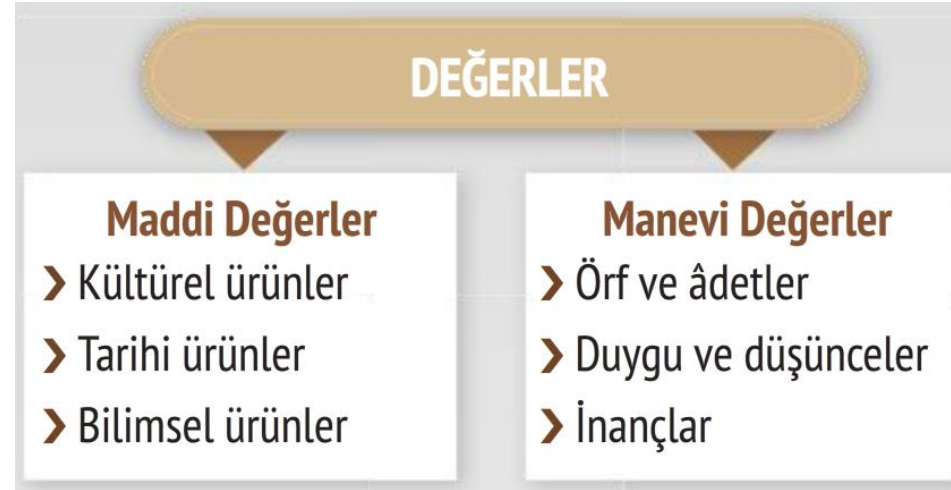 DEĞERLER
Maddi Değerler
Kültürel ürünler
Tarihi ürünler
Bilimsel ürünler
Manevi Değerler
Örf ve âdetler
Duygu ve düşünceler
İnançlar